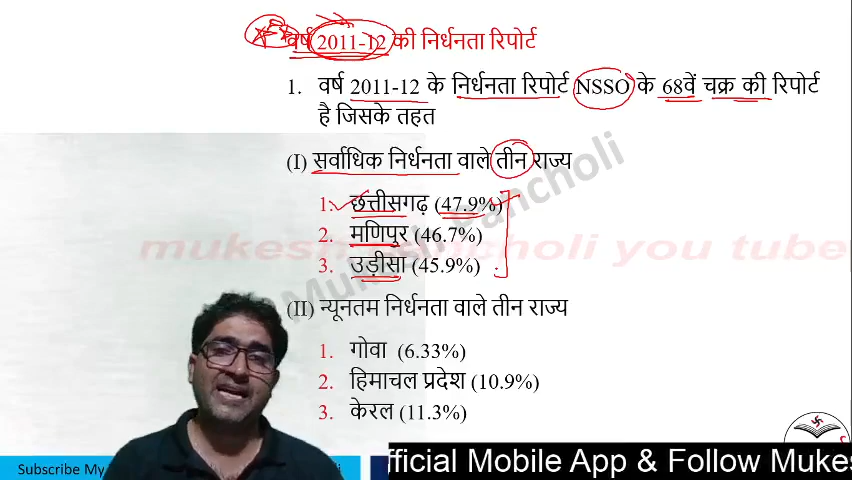 वर्ष 2011-12 की निर्धनता रिपोर्ट
1. वर्ष 2011-12 के निर्धनता रिपोर्ट NSSO के 68वें चक्र की रिपोर्ट
है जिसके तहत
(I) सर्वाधिक निर्धनता वाले तीन राज्य
1. छत्तीसगढ़ (47.9%)
2. मणिपुर (46.7%)
3. उड़ीसा (45.9%)
(II) न्यूनतम निर्धनता वाले तीन राज्य
1. गोवा (6.33%)
2. हिमाचल प्रदेश (10.9%)
3. केरल (11.3%)
@Mukesh Pancholi
mukesh pancholi you tube
Subscribe My
fficial Mobile App & Follow Mukes